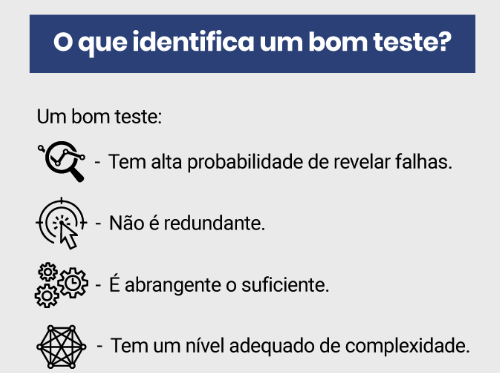 O que identifica um bom teste?
Um bom teste:
- Tem alta probabilidade de revelar falhas.
- Não é redundante.
- É abrangente o suficiente.
- Tem um nível adequado de complexidade.